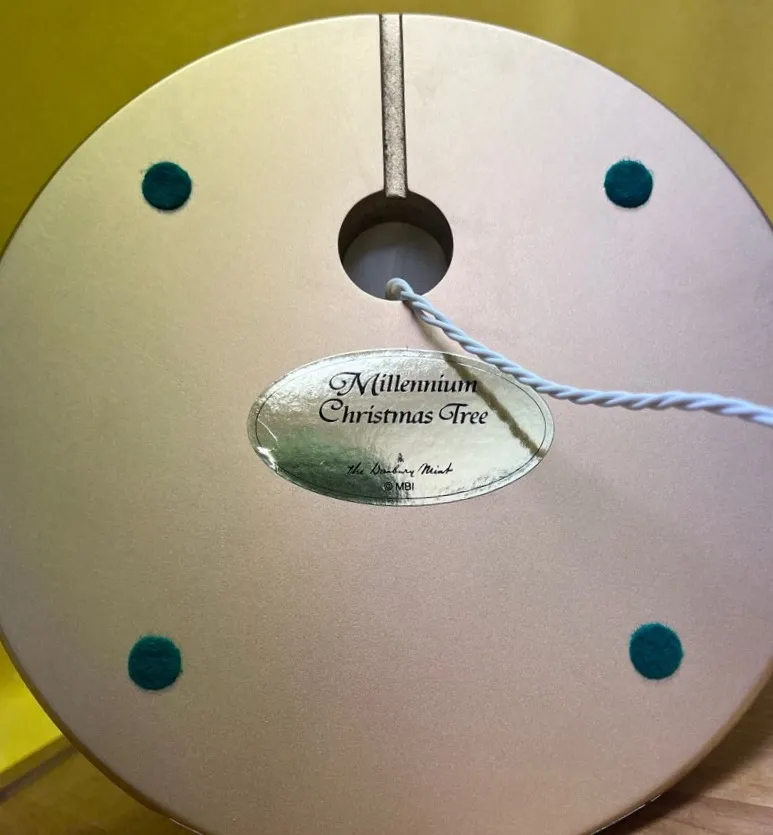 Millennium
Christmas Tree
the Danbury Mint
© MBI